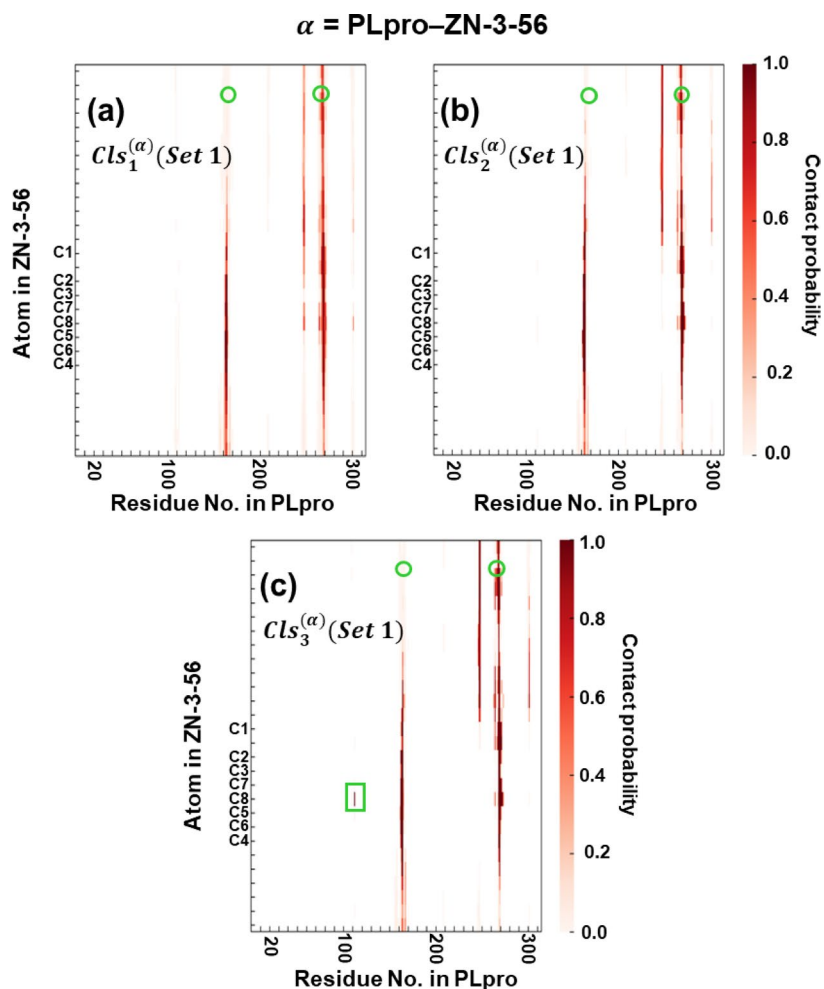 α = PLpro–ZN-3-56
(a)
Cls₁^(α)(Set 1)
Atom in ZN-3-56
C1
C2
C3
C7
C8
C5
C6
C4
20
100
200
300
Residue No. in PLpro
(b)
Cls₂^(α)(Set 1)
C1
C2
C3
C7
C8
C5
C6
C4
20
100
200
300
Residue No. in PLpro
1.0
0.8
0.6
0.4
0.2
0.0
Contact probability
(c)
Cls₃^(α)(Set 1)
Atom in ZN-3-56
C1
C2
C3
C7
C8
C5
C6
C4
20
100
200
300
Residue No. in PLpro
1.0
0.8
0.6
0.4
0.2
0.0
Contact probability